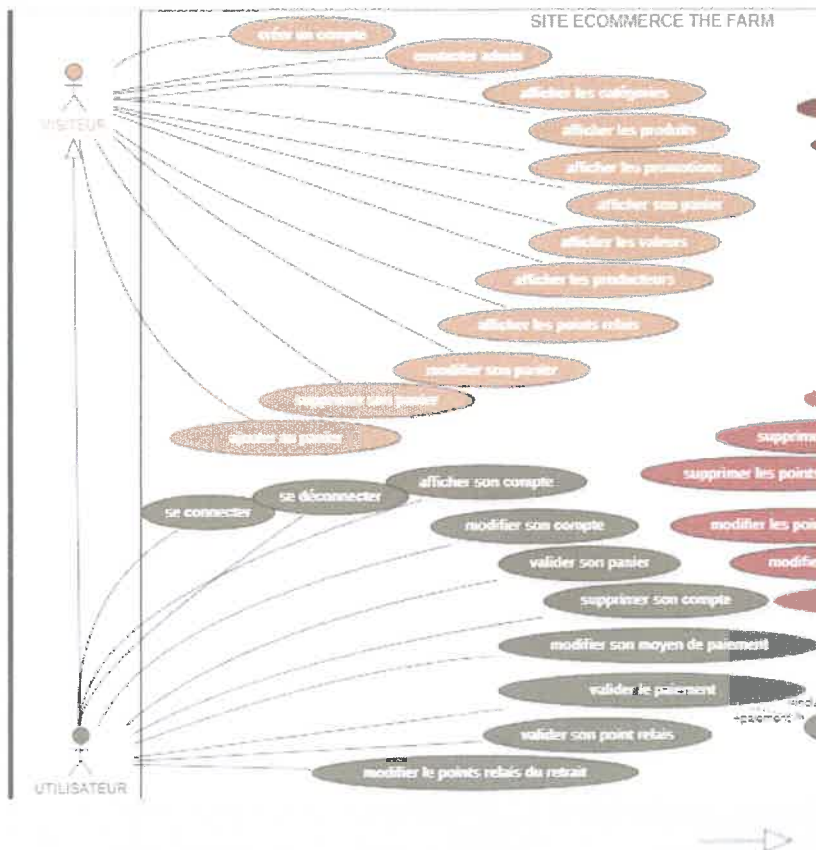 SITE ECOMMERCE THE FARM
créer un compte
contacter admin
VISITEUR
afficher les catégories
afficher les produits
afficher les promotions
afficher son panier
afficher les valeurs
afficher les producteurs
afficher les points relais
modifier son panier
supprimer son panier
ajouter au panier
supprime
supprimer les points
afficher son compte
se déconnecter
se connecter
modifier son compte
modifier les poi
valider son panier
modifie
supprimer son compte
modifier son moyen de paiement
valider le paiement
+paiement
valider son point relais
modifier le points relais du retrait
UTILISATEUR